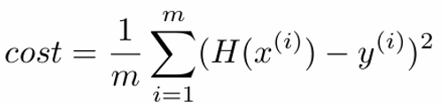 cost = \frac{1}{m} \sum_{i=1}^{m} (H(x^{(i)}) - y^{(i)})^2